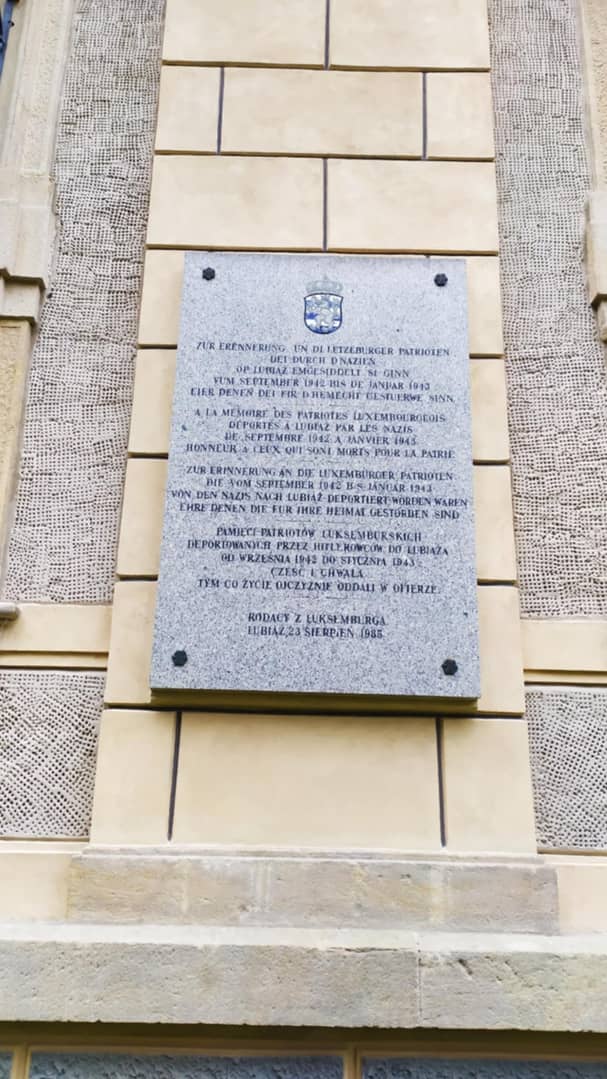 ZUR ERENNERUNG UN DI LETZEBURGER PATRIOTEN
DEI DURCH D'NAZIEN
OP LUBIAZ EMGESIDDELT SI GINN
VUM SEPTEMBER 1942 BIS DE JANUAR 1943
EIER DENEN DEI FIR D'HEMECHT GESTUERWE SINN.
A LA MEMOIRE DES PATRIOTES LUXEMBOURGEOIS
DEPORTES A LUBIAZ PAR LES NAZIS
DE SEPTEMBRE 1942 A JANVIER 1943
HONNEUR A CEUX QUI SONT MORTS POUR LA PATRIE
ZUR ERINNERUNG AN DIE LUXEMBURGER PATRIOTEN
DIE VOM SEPTEMBER 1942 BIS JANUAR 1943
VON DEN NAZIS NACH LUBIAŻ DEPORTIERT WORDEN WAREN
EHRE DENEN DIE FUR IHRE HEIMAT GESTORBEN SIND
PAMIĘCI PATRIOTÓW LUKSEMBURSKICH
DEPORTOWANYCH PRZEZ HITLEROWCÓW DO LUBIĄŻA
OD WRZEŚNIA 1942 DO STYCZNIA 1943
CZEŚĆ I CHWAŁA
TYM CO ŻYCIE OJCZYŹNIE ODDALI W OFIERZE.
RODACY Z LUKSEMBURGA
LUBIĄŻ, 23 SIERPIEŃ 1985